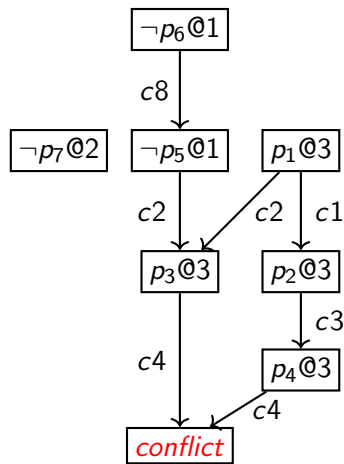 ¬p₆@1
c8
¬p₇@2 ¬p₅@1 p₁@3
c2 c2 c1
p₃@3 p₂@3
c3
c4 p₄@3
c4
conflict